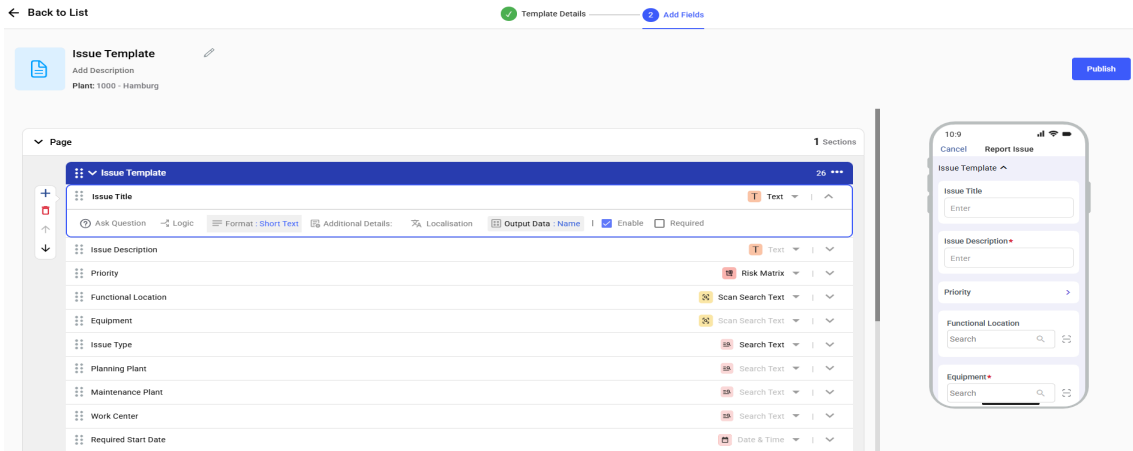 Back to List
Template Details
2 Add Fields
Issue Template
Add Description
Plant: 1000 - Hamburg
Publish
Page
1 Sections
Issue Template
26
Issue Title
T Text
Ask Question
Logic
Format : Short Text
Additional Details:
Localisation
Output Data : Name
Enable
Required
Issue Description
T Text
Priority
Risk Matrix
Functional Location
Scan Search Text
Equipment
Scan Search Text
Issue Type
Search Text
Planning Plant
Search Text
Maintenance Plant
Search Text
Work Center
Search Text
Required Start Date
Date & Time
10:9
Cancel
Report Issue
Issue Template
Issue Title
Enter
Issue Description*
Enter
Priority
Functional Location
Search
Equipment*
Search